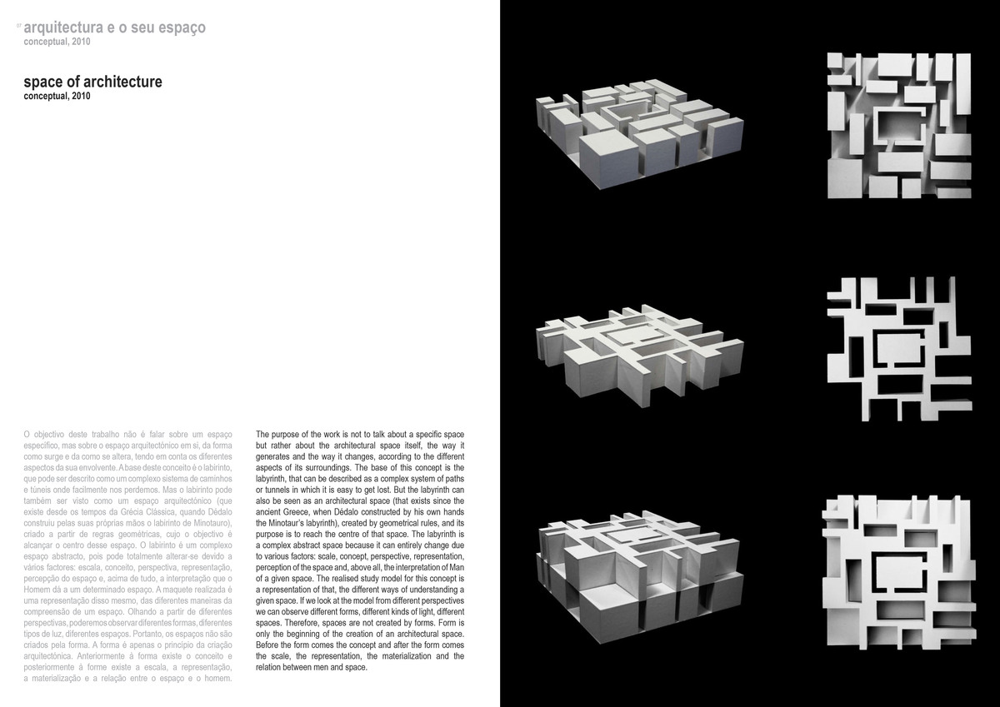 07 arquitectura e o seu espaço
conceptual, 2010
space of architecture
conceptual, 2010
O objectivo deste trabalho não é falar sobre um espaço
específico, mas sobre o espaço arquitectónico em si, da forma
como surge e da como se altera, tendo em conta os diferentes
aspectos da sua envolvente. A base deste conceito é o labirinto,
que pode ser descrito como um complexo sistema de caminhos
e túneis onde facilmente nos perdemos. Mas o labirinto pode
também ser visto como um espaço arquitectónico (que
existe desde os tempos da Grécia Clássica, quando Dédalo
construiu pelas suas próprias mãos o labirinto de Minotauro),
criado a partir de regras geométricas, cujo o objectivo é
alcançar o centro desse espaço. O labirinto é um complexo
espaço abstracto, pois pode totalmente alterar-se devido a
vários factores: escala, conceito, perspectiva, representação,
percepção do espaço e, acima de tudo, a interpretação que o
Homem dá a um determinado espaço. A maquete realizada é
uma representação disso mesmo, das diferentes maneiras da
compreensão de um espaço. Olhando a partir de diferentes
perspectivas, poderemos observar diferentes formas, diferentes
tipos de luz, diferentes espaços. Portanto, os espaços não são
criados pela forma. A forma é apenas o princípio da criação
arquitectónica. Anteriormente á forma existe o conceito e
posteriormente á forme existe a escala, a representação,
a materialização e a relação entre o espaço e o homem.
The purpose of the work is not to talk about a specific space
but rather about the architectural space itself, the way it
generates and the way it changes, according to the different
aspects of its surroundings. The base of this concept is the
labyrinth, that can be described as a complex system of paths
or tunnels in which it is easy to get lost. But the labyrinth can
also be seen as an architectural space (that exists since the
ancient Greece, when Dédalo constructed by his own hands
the Minotaur's labyrinth), created by geometrical rules, and its
purpose is to reach the centre of that space. The labyrinth is
a complex abstract space because it can entirely change due
to various factors: scale, concept, perspective, representation,
perception of the space and, above all, the interpretation of Man
of a given space. The realised study model for this concept is
a representation of that, the different ways of understanding a
given space. If we look at the model from different perspectives
we can observe different forms, different kinds of light, different
spaces. Therefore, spaces are not created by forms. Form is
only the beginning of the creation of an architectural space.
Before the form comes the concept and after the form comes
the scale, the representation, the materialization and the
relation between men and space.